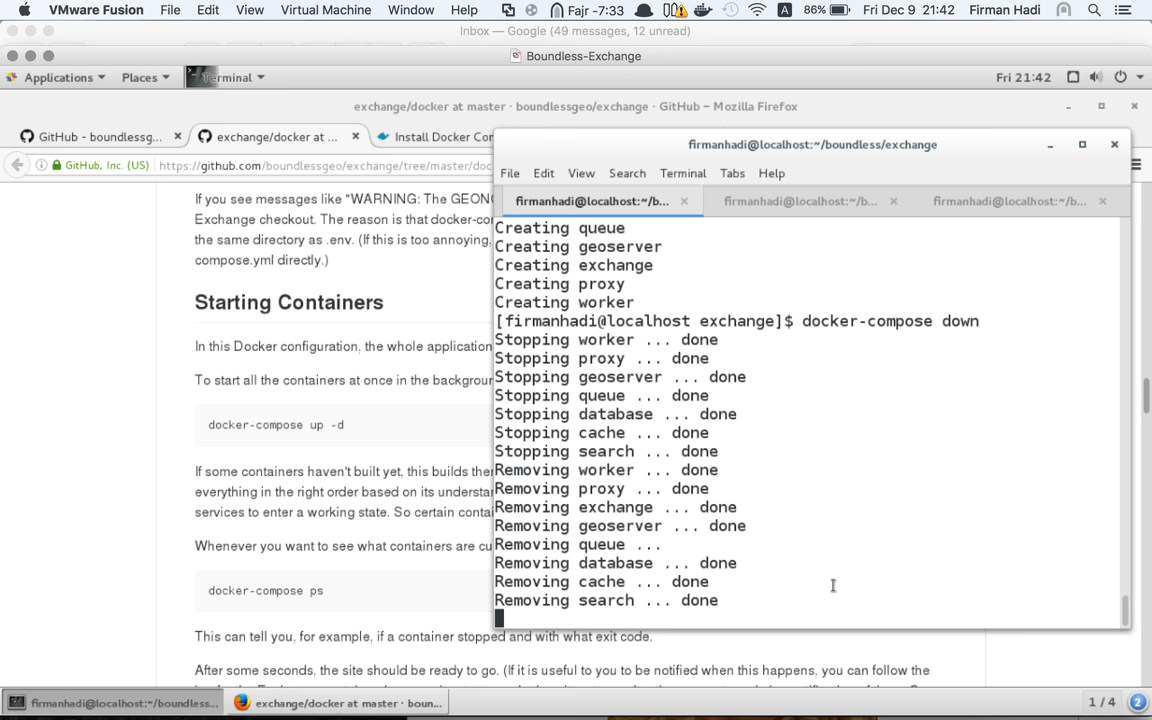 VMware Fusion File Edit View Virtual Machine Window Help Fajr -7:33 A 86% Fri Dec 9 21:42 Firman Hadi
Inbox — Google (49 messages, 12 unread)
Boundless-Exchange
Applications Places Terminal Fri 21:42
exchange/docker at master · boundlessgeo/exchange · GitHub – Mozilla Firefox
GitHub - boundlessg... exchange/docker at ... Install Docker Com
GitHub, Inc. (US) https://github.com/boundlessgeo/exchange/tree/master/doc
If you see messages like "WARNING: The GEON
Exchange checkout. The reason is that docker-co
the same directory as .env. (If this is too annoying,
compose.yml directly.)
Starting Containers
In this Docker configuration, the whole application
To start all the containers at once in the backgrou
docker-compose up -d
If some containers haven't built yet, this builds the
everything in the right order based on its understa
services to enter a working state. So certain contai
Whenever you want to see what containers are cu
docker-compose ps
This can tell you, for example, if a container stopped and with what exit code.
After some seconds, the site should be ready to go. (If it is useful to you to be notified when this happens, you can follow the
firmanhadi@localhost:~/boundless/exchange
File Edit View Search Terminal Tabs Help
firmanhadi@localhost:~/b... firmanhadi@localhost:~/b... firmanhadi@localhost:~/b...
Creating queue
Creating geoserver
Creating exchange
Creating proxy
Creating worker
[firmanhadi@localhost exchange]$ docker-compose down
Stopping worker ... done
Stopping proxy ... done
Stopping geoserver ... done
Stopping queue ... done
Stopping database ... done
Stopping cache ... done
Stopping search ... done
Removing worker ... done
Removing proxy ... done
Removing exchange ... done
Removing geoserver ... done
Removing queue ...
Removing database ... done
Removing cache ... done
Removing search ... done
firmanhadi@localhost:~/boundless... exchange/docker at master · boun... 1 / 4 2